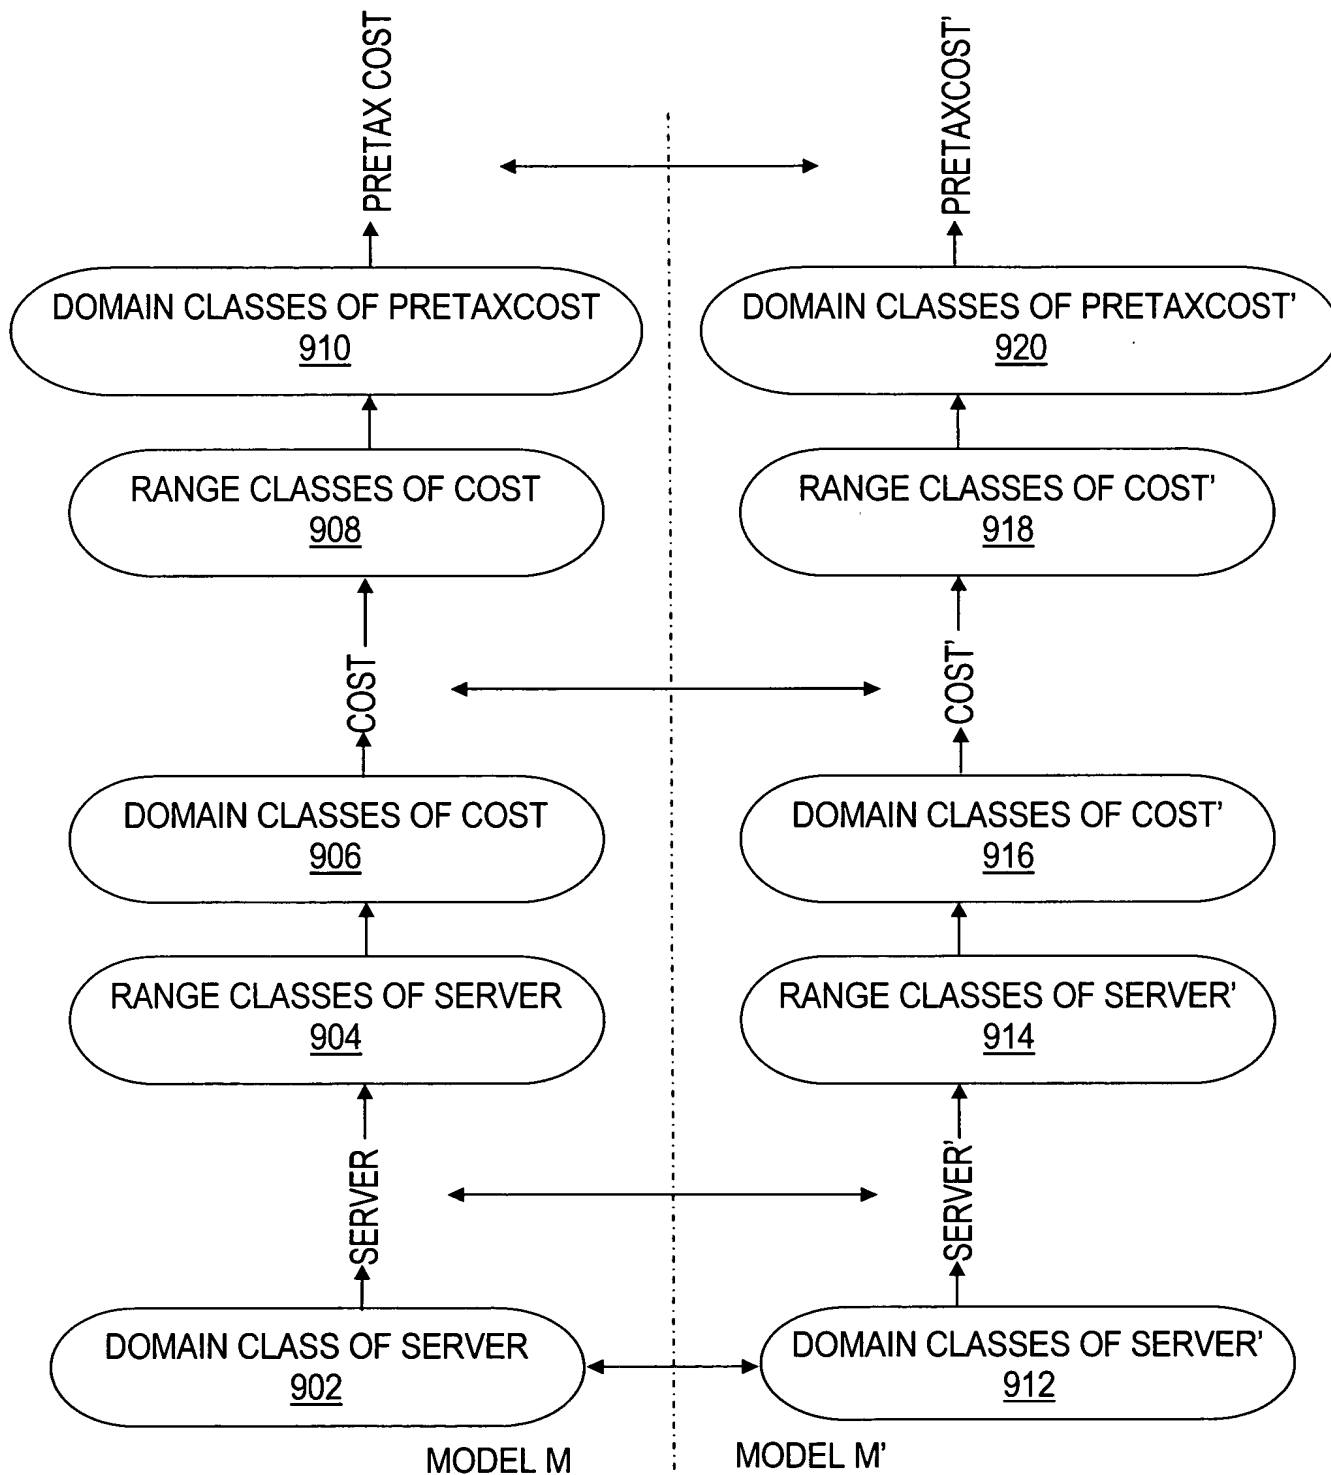 PRETAX COST
PRETAXCOST'
DOMAIN CLASSES OF PRETAXCOST
910
DOMAIN CLASSES OF PRETAXCOST'
920
RANGE CLASSES OF COST
908
RANGE CLASSES OF COST'
918
COST
COST'
DOMAIN CLASSES OF COST
906
DOMAIN CLASSES OF COST'
916
RANGE CLASSES OF SERVER
904
RANGE CLASSES OF SERVER'
914
SERVER
SERVER'
DOMAIN CLASS OF SERVER
902
DOMAIN CLASSES OF SERVER'
912
MODEL M
MODEL M'